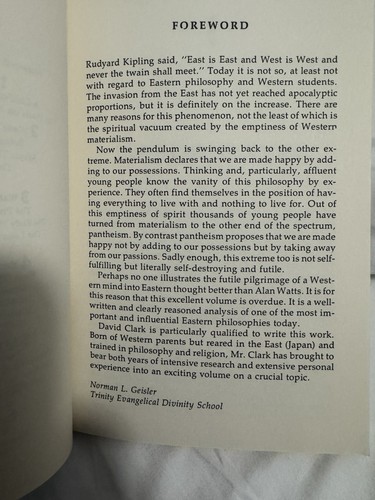 FOREWORD
Rudyard Kipling said, "East is East and West is West and
never the twain shall meet." Today it is not so, at least not
with regard to Eastern philosophy and Western students.
The invasion from the East has not yet reached apocalyptic
proportions, but it is definitely on the increase. There are
many reasons for this phenomenon, not the least of which is
the spiritual vacuum created by the emptiness of Western
materialism.
Now the pendulum is swinging back to the other ex-
treme. Materialism declares that we are made happy by add-
ing to our possessions. Thinking and, particularly, affluent
young people know the vanity of this philosophy by ex-
perience. They often find themselves in the position of hav-
ing everything to live with and nothing to live for. Out of
this emptiness of spirit thousands of young people have
turned from materialism to the other end of the spectrum,
pantheism. By contrast pantheism proposes that we are made
happy not by adding to our possessions but by taking away
from our passions. Sadly enough, this extreme too is not self-
fulfilling but literally self-destroying and futile.
Perhaps no one illustrates the futile pilgrimage of a West-
ern mind into Eastern thought better than Alan Watts. It is for
this reason that this excellent volume is overdue. It is a well-
written and clearly reasoned analysis of one of the most im-
portant and influential Eastern philosophies today.
David Clark is particularly qualified to write this work.
Born of Western parents but reared in the East (Japan) and
trained in philosophy and religion, Mr. Clark has brought to
bear both years of intensive research and extensive personal
experience into an exciting volume on a crucial topic.
Norman L. Geisler
Trinity Evangelical Divinity School